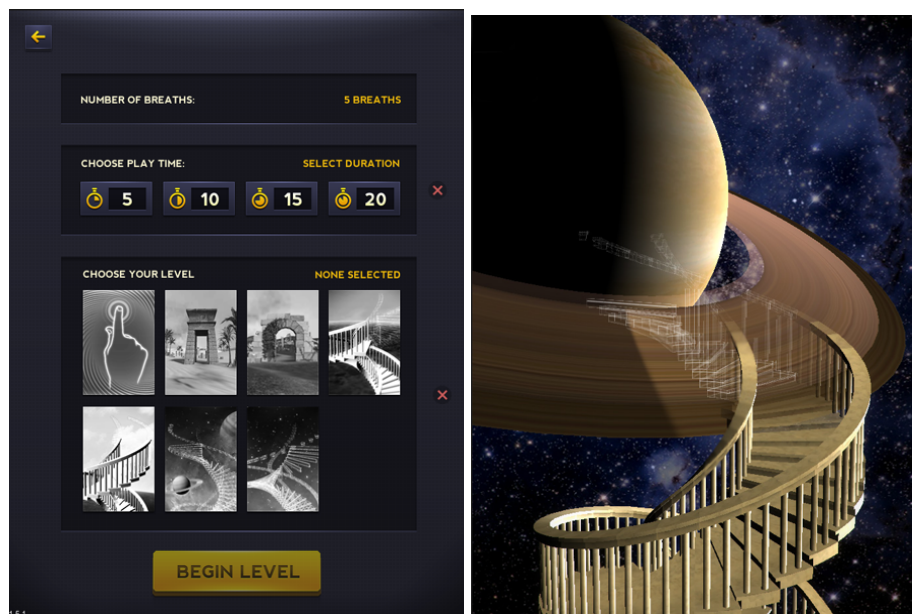 NUMBER OF BREATHS: 5 BREATHS
CHOOSE PLAY TIME: SELECT DURATION
5 10 15 20
CHOOSE YOUR LEVEL NONE SELECTED
BEGIN LEVEL